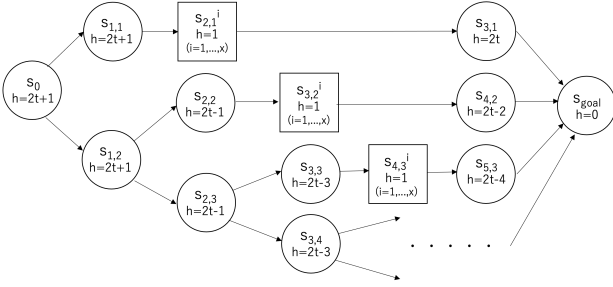 s₁,₁
h=2t+1
s₂,₁ⁱ
h=1
(i=1,...,x)
s₃,₁
h=2t
s₀
h=2t+1
s₂,₂
h=2t-1
s₃,₂ⁱ
h=1
(i=1,...,x)
s₄,₂
h=2t-2
s_goal
h=0
s₁,₂
h=2t+1
s₃,₃
h=2t-3
s₄,₃ⁱ
h=1
(i=1,...,x)
s₅,₃
h=2t-4
s₂,₃
h=2t-1
s₃,₄
h=2t-3
. . . . .